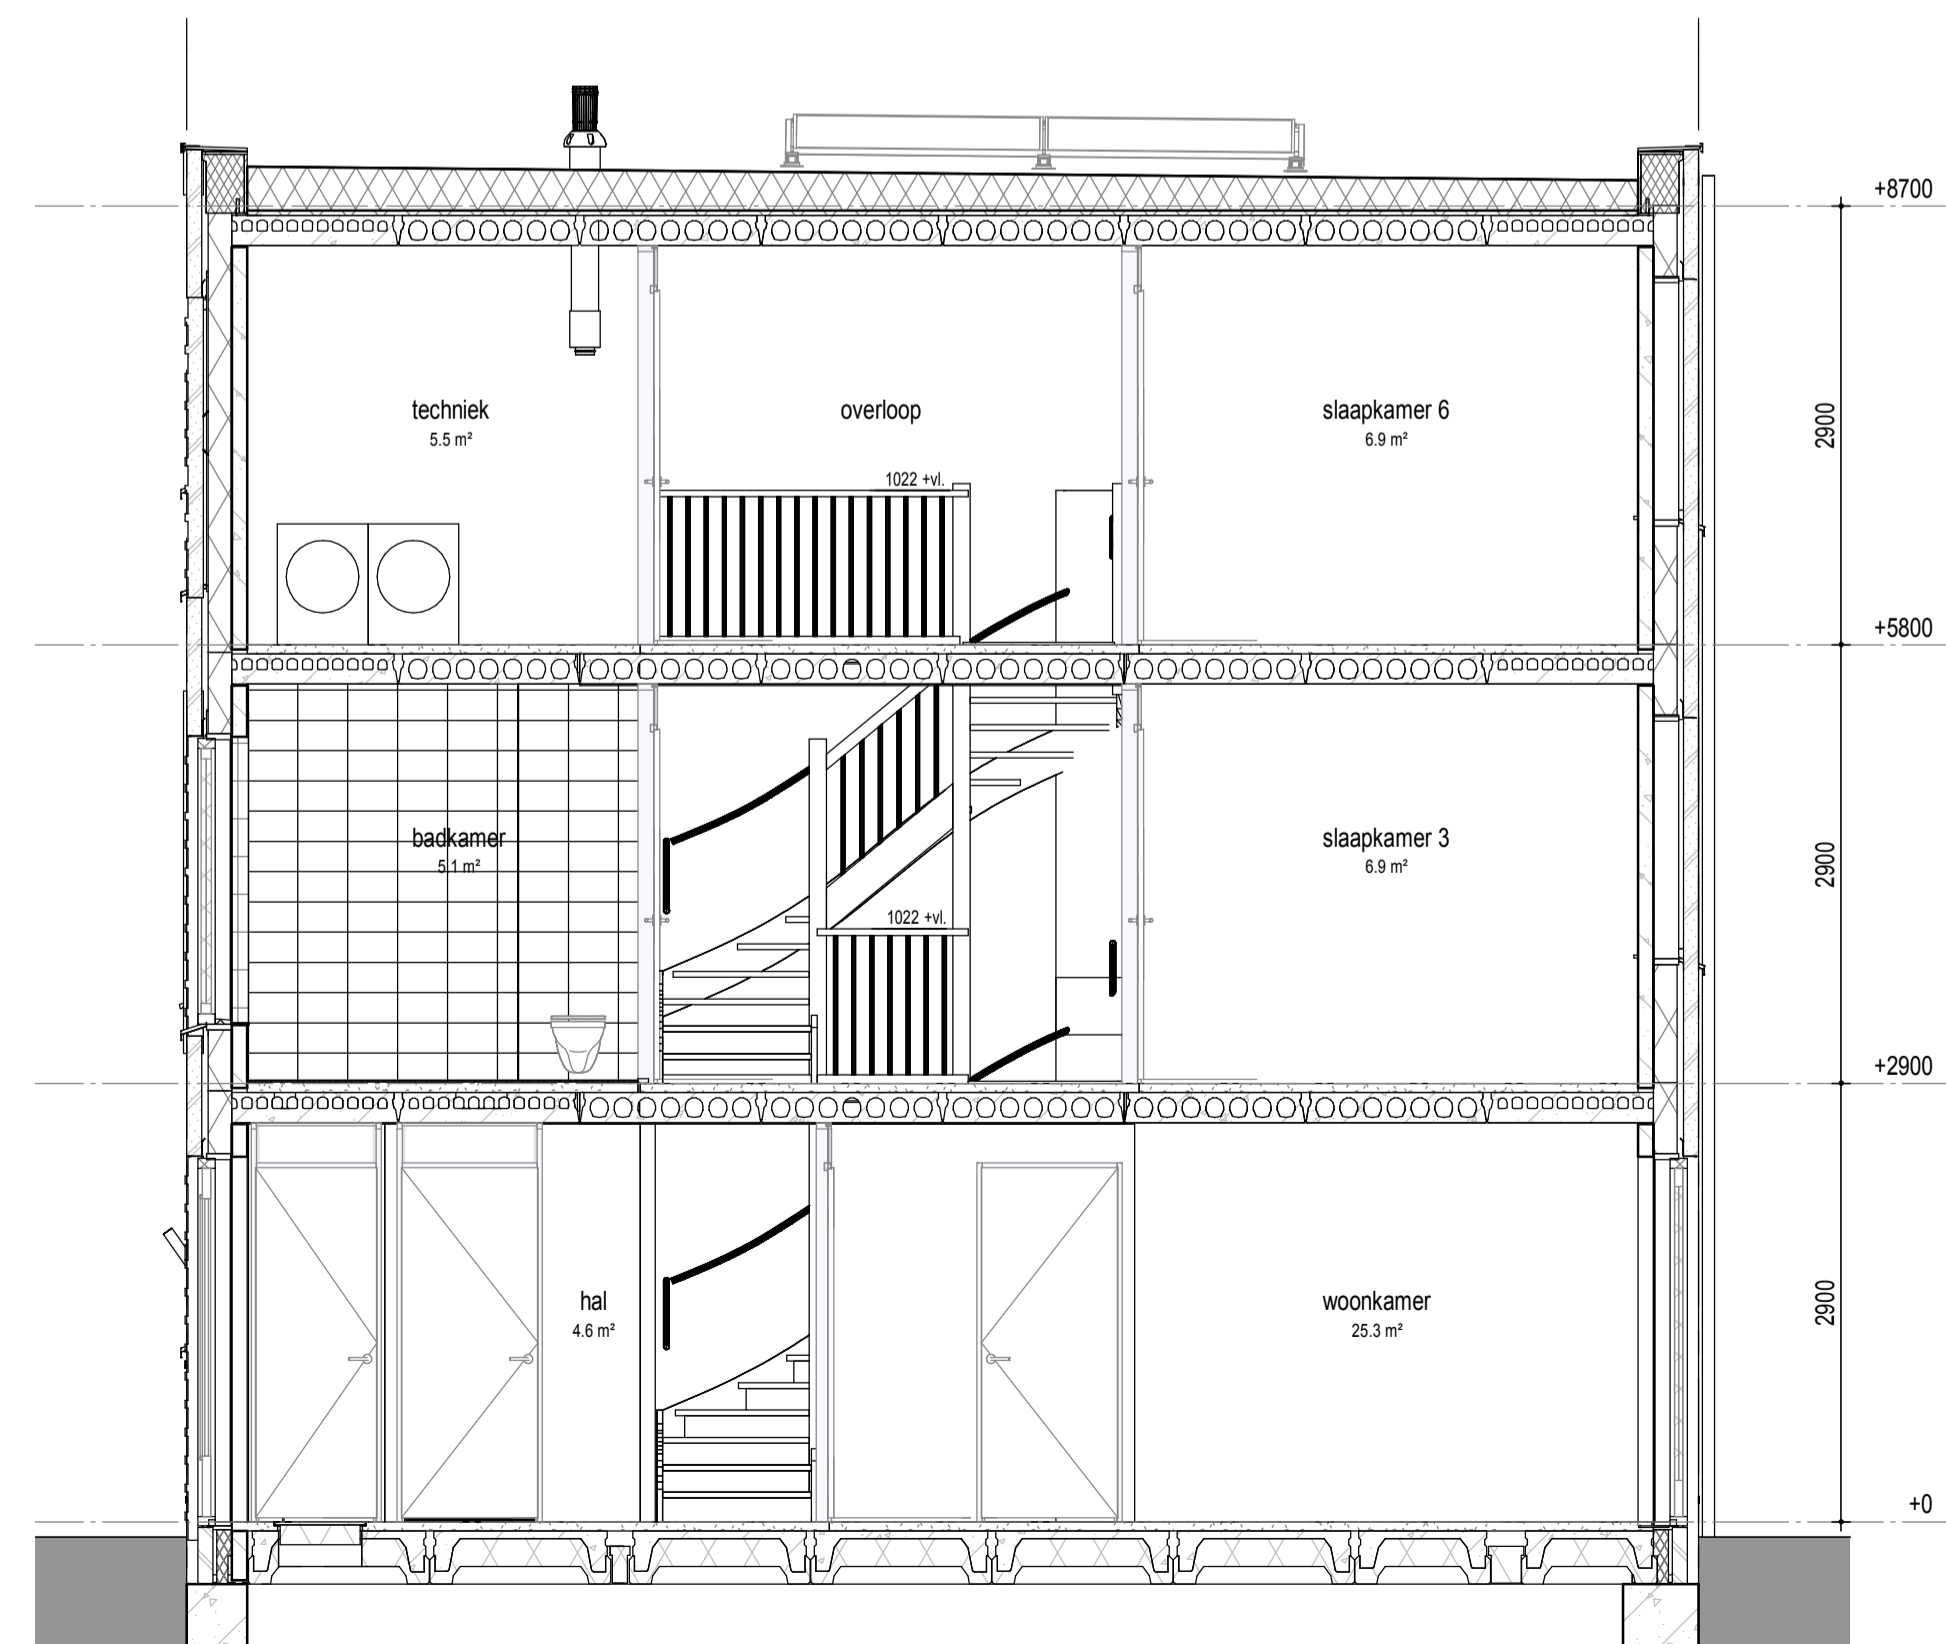 +8700
2900
techniek
5.5 m²
overloop
slaapkamer 6
6.9 m²
1022 +vl.
+5800
2900
badkamer
5.1 m²
slaapkamer 3
6.9 m²
1022 +vl.
+2900
2900
hal
4.6 m²
woonkamer
25.3 m²
+0